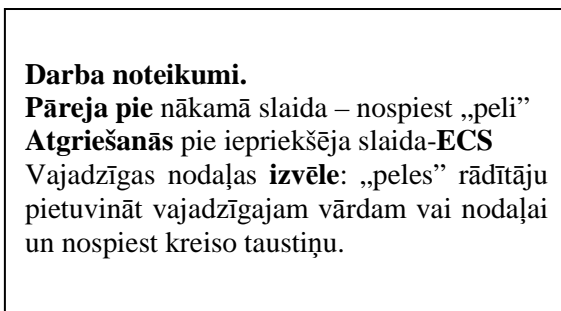 Darba noteikumi.
Pāreja pie nākamā slaida – nospiest „peli”
Atgriešanās pie iepriekšēja slaida-ECS
Vajadzīgas nodaļas izvēle: „peles” rādītāju
pietuvināt vajadzīgajam vārdam vai nodaļai
un nospiest kreiso taustiņu.